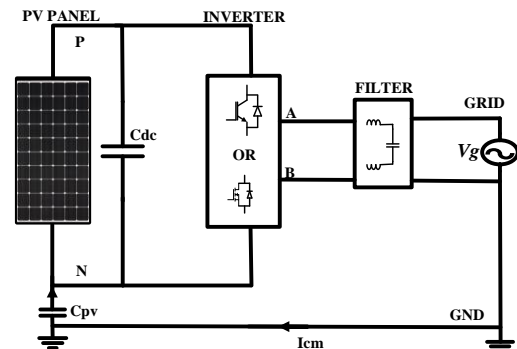 PV PANEL
INVERTER
P
FILTER
GRID
A
Cdc
OR
Vg
B
N
Cpv
GND
Icm